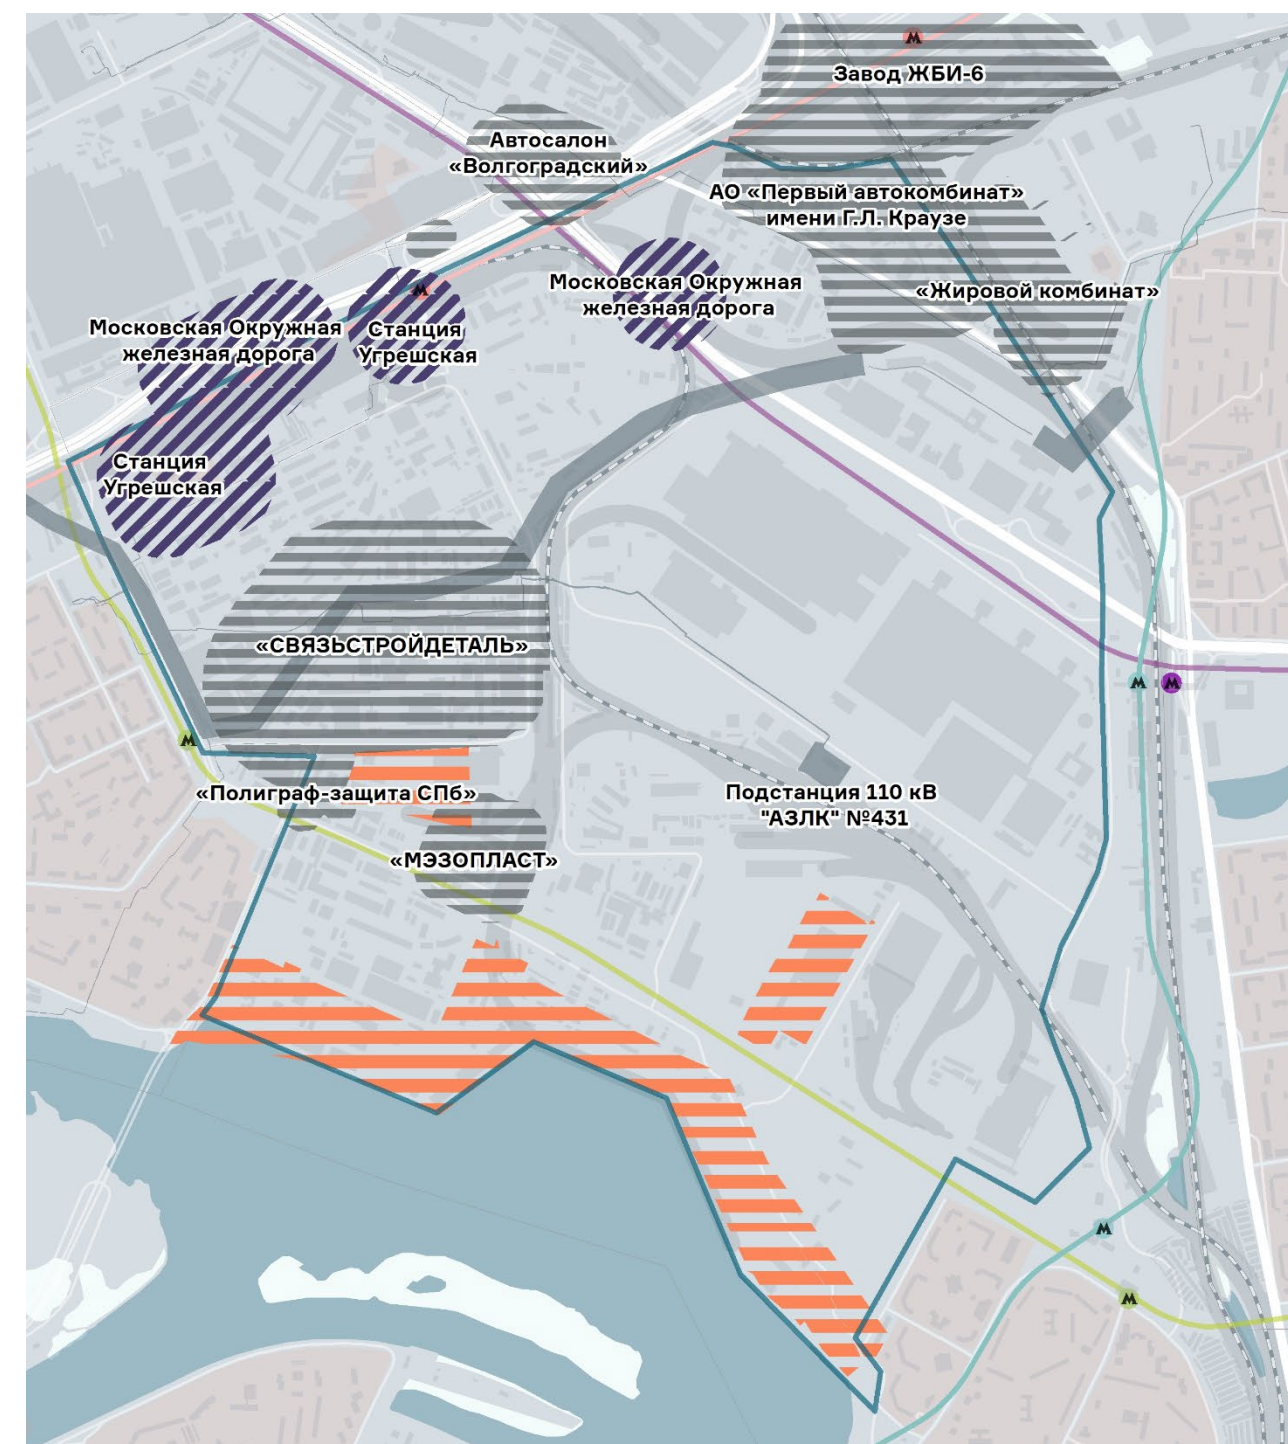 Завод ЖБИ-6
Автосалон
«Волгоградский»
АО «Первый автокомбинат»
имени Г.Л. Краузе
Московская Окружная
железная дорога
«Жировой комбинат»
Московская Окружная
железная дорога
Станция
Угрешская
Станция
Угрешская
«СВЯЗЬСТРОЙДЕТАЛЬ»
«Полиграф-защита СПб»
Подстанция 110 кВ
"АЗЛК" №431
«МЭЗОПЛАСТ»